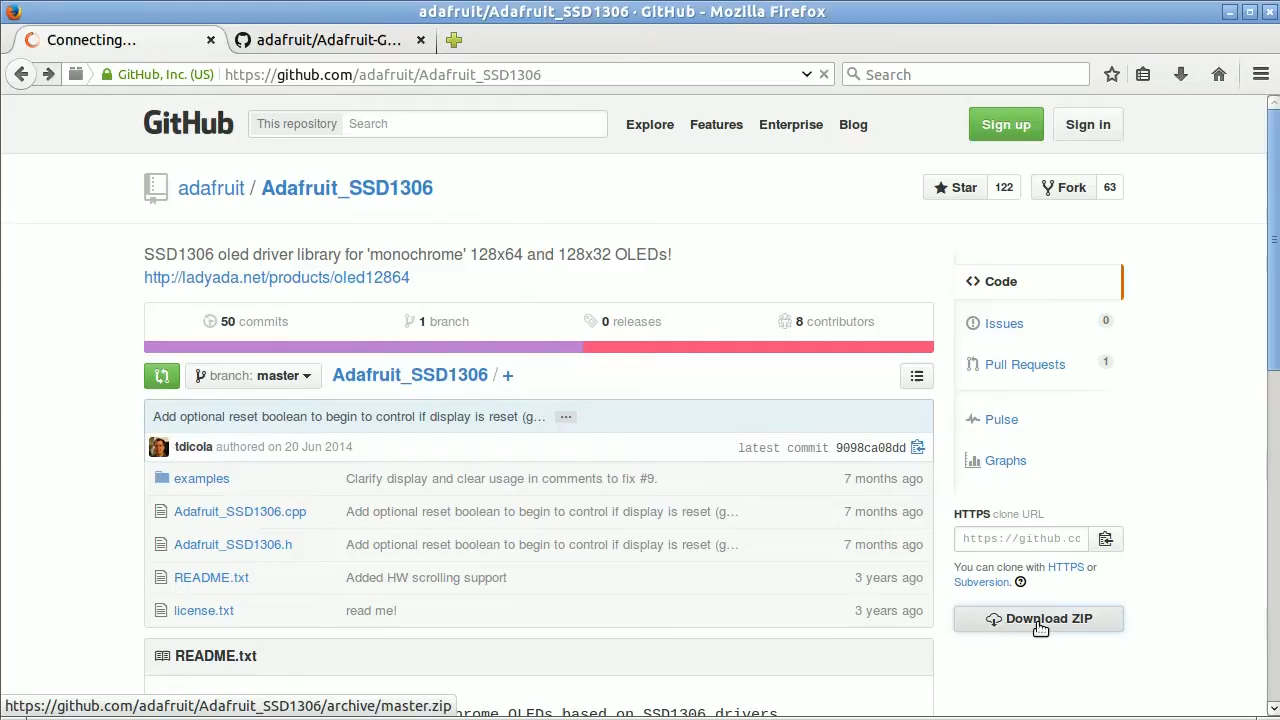 adafruit/Adafruit_SSD1306 · GitHub - Mozilla Firefox
Connecting...
adafruit/Adafruit-G...
GitHub, Inc. (US)
https://github.com/adafruit/Adafruit_SSD1306
Search
GitHub
This repository
Search
Explore
Features
Enterprise
Blog
Sign up
Sign in
adafruit / Adafruit_SSD1306
Star 122
Fork 63
SSD1306 oled driver library for 'monochrome' 128x64 and 128x32 OLEDs!
http://ladyada.net/products/oled12864
50 commits
1 branch
0 releases
8 contributors
branch: master
Adafruit_SSD1306 / +
Add optional reset boolean to begin to control if display is reset (g... ...
tdicola authored on 20 Jun 2014
latest commit 9098ca08dd
examples Clarify display and clear usage in comments to fix #9. 7 months ago
Adafruit_SSD1306.cpp Add optional reset boolean to begin to control if display is reset (g... 7 months ago
Adafruit_SSD1306.h Add optional reset boolean to begin to control if display is reset (g... 7 months ago
README.txt Added HW scrolling support 3 years ago
license.txt read me! 3 years ago
README.txt
Code
Issues 0
Pull Requests 1
Pulse
Graphs
HTTPS clone URL
https://github.cc
You can clone with HTTPS or
Subversion.
Download ZIP
https://github.com/adafruit/Adafruit_SSD1306/archive/master.zip
OLEDs based on SSD1306 drivers